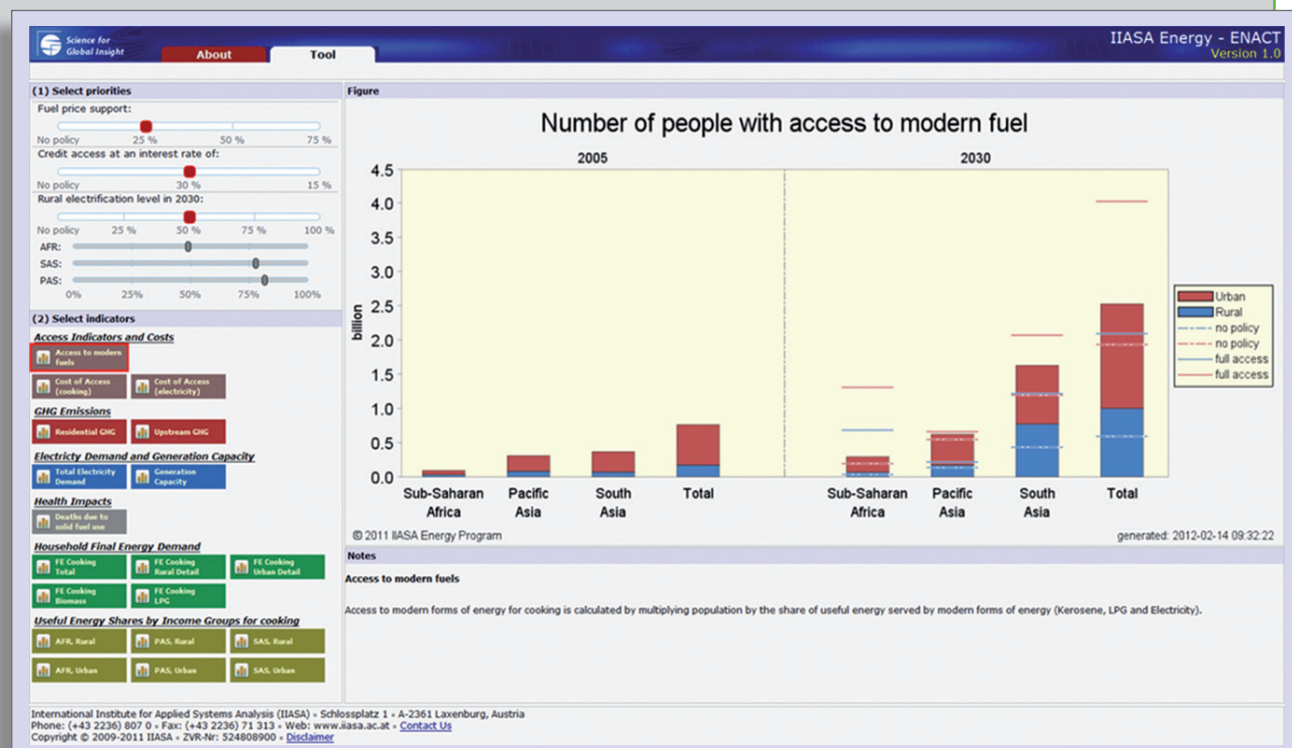 Science for
Global Insight
About
Tool
IIASA Energy - ENACT
Version 1.0
(1) Select priorities
Fuel price support:
No policy 25 % 50 % 75 %
Credit access at an interest rate of:
No policy 30 % 15 %
Rural electrification level in 2030:
No policy 25 % 50 % 75 % 100 %
AFR:
SAS:
PAS:
0% 25% 50% 75% 100%
(2) Select indicators
Access Indicators and Costs
Access to modern
fuels
Cost of Access
(cooking)
Cost of Access
(electricity)
GHG Emissions
Residential GHG
Upstream GHG
Electricty Demand and Generation Capacity
Total Electricity
Demand
Generation
Capacity
Health Impacts
Deaths due to
solid fuel use
Household Final Energy Demand
FE Cooking
Total
FE Cooking
Rural Detail
FE Cooking
Urban Detail
FE Cooking
Biomass
FE Cooking
LPG
Useful Energy Shares by Income Groups for cooking
AFR, Rural
PAS, Rural
SAS, Rural
AFR, Urban
PAS, Urban
SAS, Urban
Figure
Number of people with access to modern fuel
2005
2030
4.5
4.0
3.5
3.0
2.5
2.0
1.5
1.0
0.5
0.0
billion
Sub-Saharan
Africa
Pacific
Asia
South
Asia
Total
Sub-Saharan
Africa
Pacific
Asia
South
Asia
Total
Urban
Rural
no policy
no policy
full access
full access
© 2011 IIASA Energy Program
generated: 2012-02-14 09:32:22
Notes
Access to modern fuels
Access to modern forms of energy for cooking is calculated by multiplying population by the share of useful energy served by modern forms of energy (Kerosene, LPG and Electricity).
International Institute for Applied Systems Analysis (IIASA) • Schlossplatz 1 • A-2361 Laxenburg, Austria
Phone: (+43 2236) 807 0 • Fax: (+43 2236) 71 313 • Web: www.iiasa.ac.at • Contact Us
Copyright © 2009-2011 IIASA • ZVR-Nr: 524808900 • Disclaimer